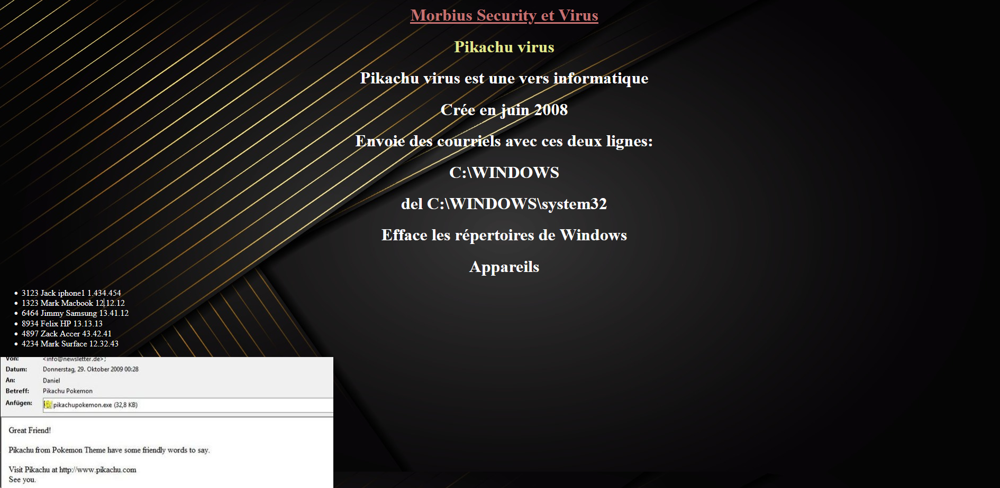 Morbius Security et Virus
Pikachu virus
Pikachu virus est une vers informatique
Crée en juin 2008
Envoie des courriels avec ces deux lignes:
C:\WINDOWS
del C:\WINDOWS\system32
Efface les répertoires de Windows
Appareils
3123 Jack iphone1 1.434.454
1323 Mark Macbook 12.12.12
6464 Jimmy Samsung 13.41.12
8934 Felix HP 13.13.13
4897 Zack Accer 43.42.41
4234 Mark Surface 12.32.43
Von: <info@newsletter.de>;
Datum: Donnerstag, 29. Oktober 2009 00:28
An: Daniel
Betreff: Pikachu Pokemon
Anfügen: pikachupokemon.exe (32,8 KB)
Great Friend!
Pikachu from Pokemon Theme have some friendly words to say.
Visit Pikachu at http://www.pikachu.com
See you.